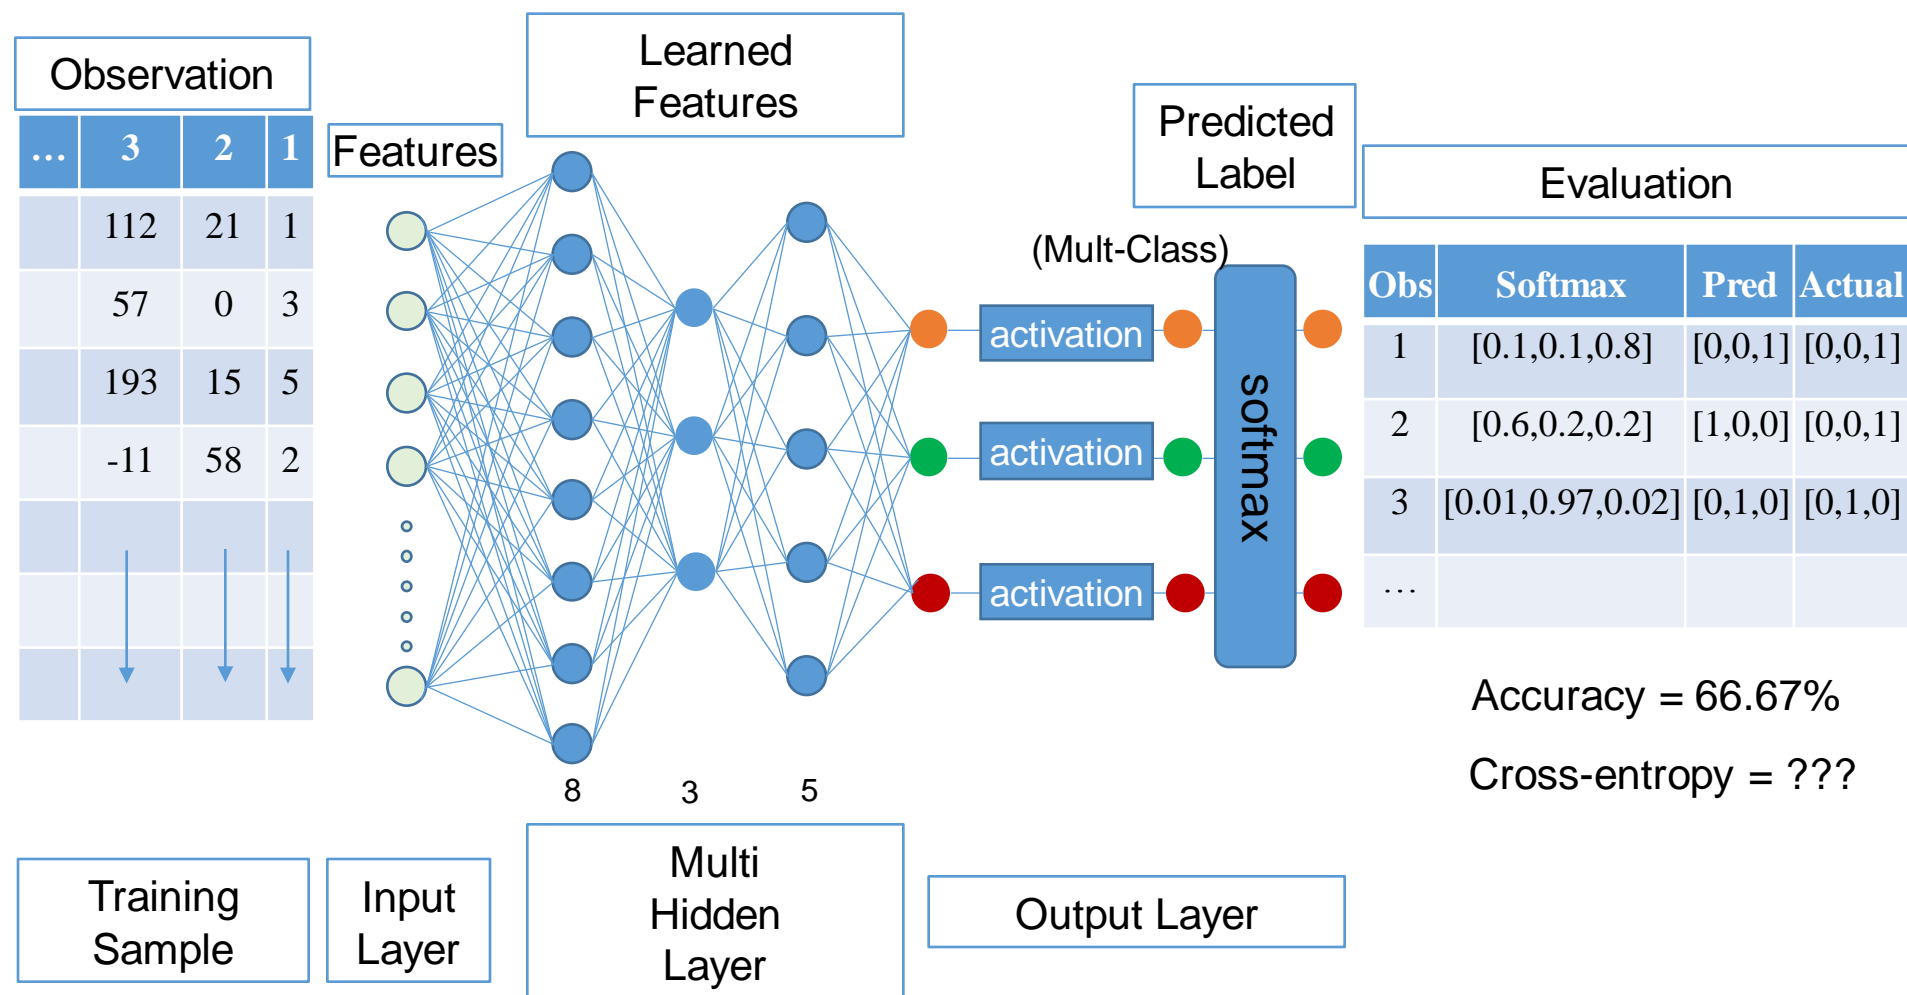 Observation
… 3 2 1
112 21 1
57 0 3
193 15 5
-11 58 2
Features
Learned
Features
8 3 5
(Mult-Class)
activation
activation
activation
softmax
Predicted
Label
Evaluation
Obs Softmax Pred Actual
1 [0.1,0.1,0.8] [0,0,1] [0,0,1]
2 [0.6,0.2,0.2] [1,0,0] [0,0,1]
3 [0.01,0.97,0.02] [0,1,0] [0,1,0]
…
Accuracy = 66.67%
Cross-entropy = ???
Training
Sample
Input
Layer
Multi
Hidden
Layer
Output Layer